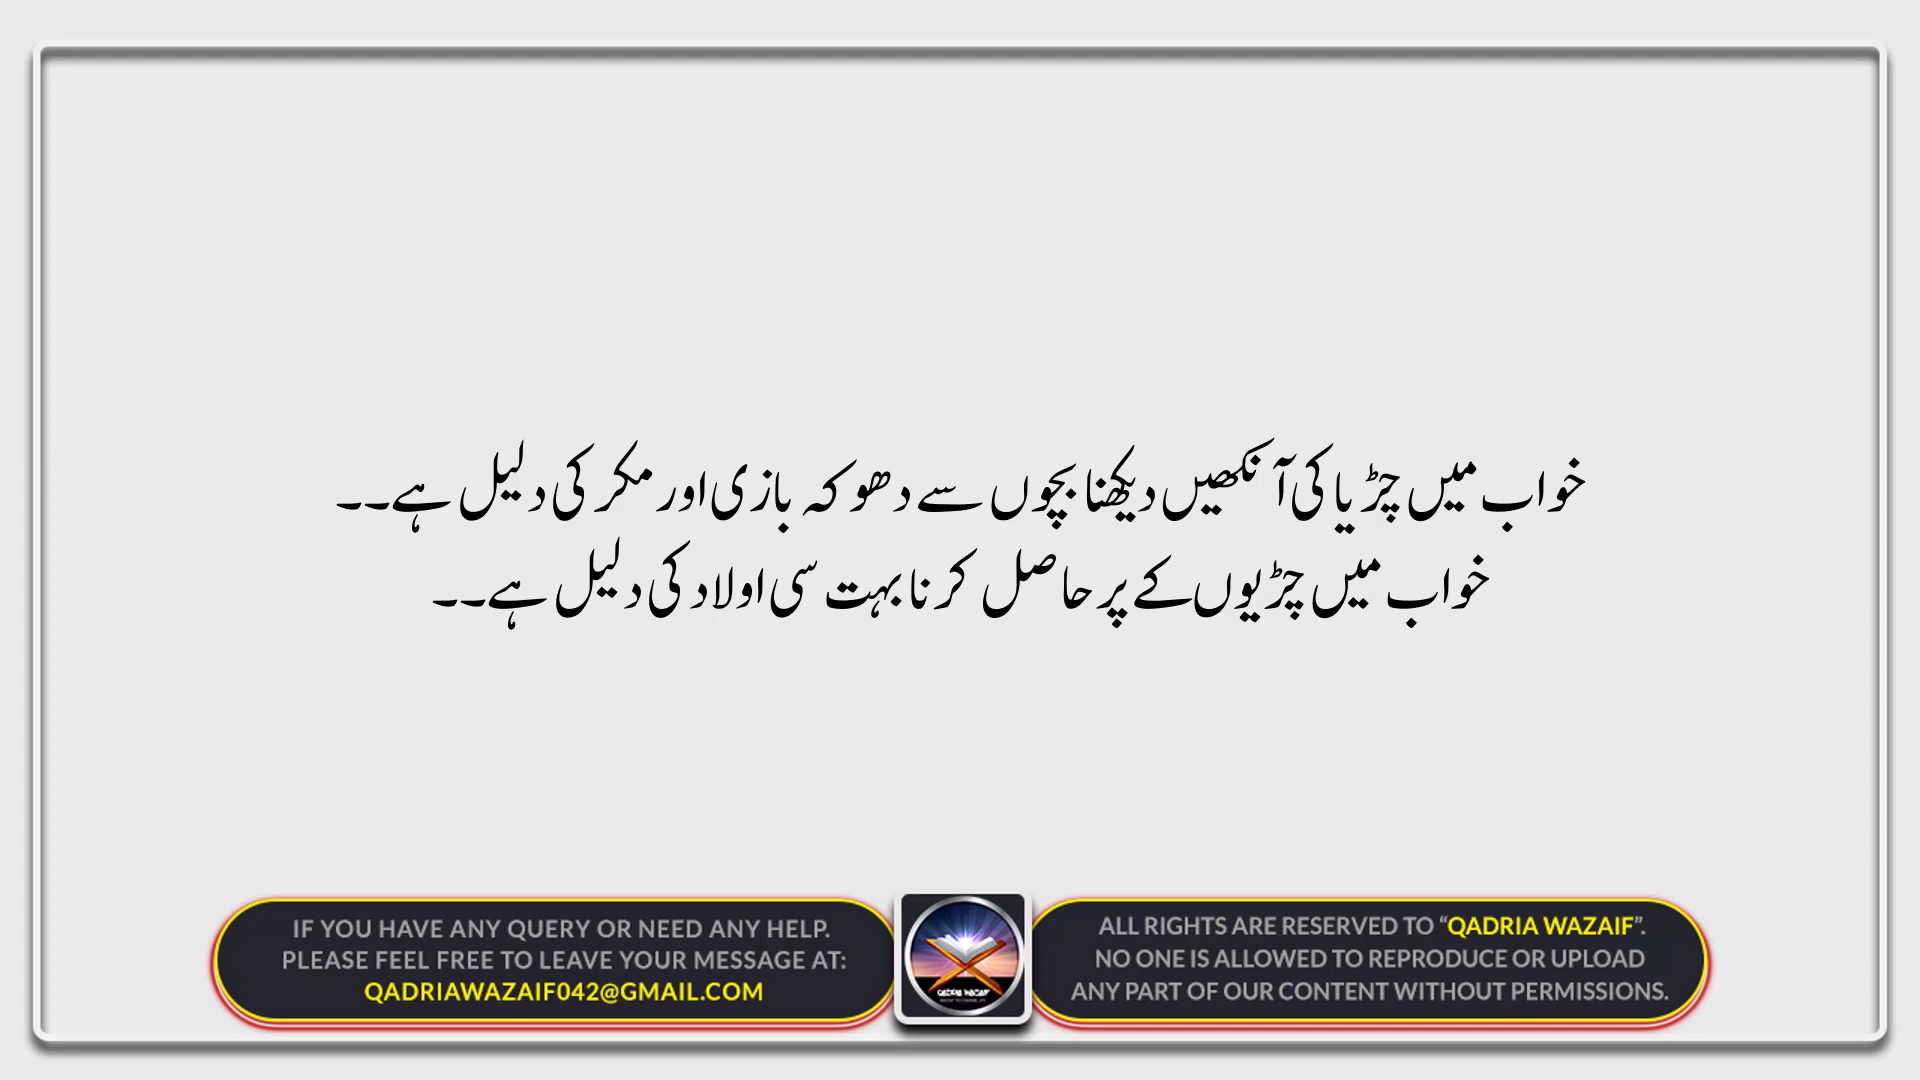 خواب میں چڑیا کی آنکھیں دیکھنا بچوں سے دھوکہ بازی اور مکر کی دلیل ہے۔۔
خواب میں چڑیوں کے پر حاصل کرنا بہت سی اولاد کی دلیل ہے۔۔
IF YOU HAVE ANY QUERY OR NEED ANY HELP.
PLEASE FEEL FREE TO LEAVE YOUR MESSAGE AT:
QADRIAWAZAIF042@GMAIL.COM
QADRIA WAZAIF
ALL RIGHTS ARE RESERVED TO “QADRIA WAZAIF”.
NO ONE IS ALLOWED TO REPRODUCE OR UPLOAD
ANY PART OF OUR CONTENT WITHOUT PERMISSIONS.